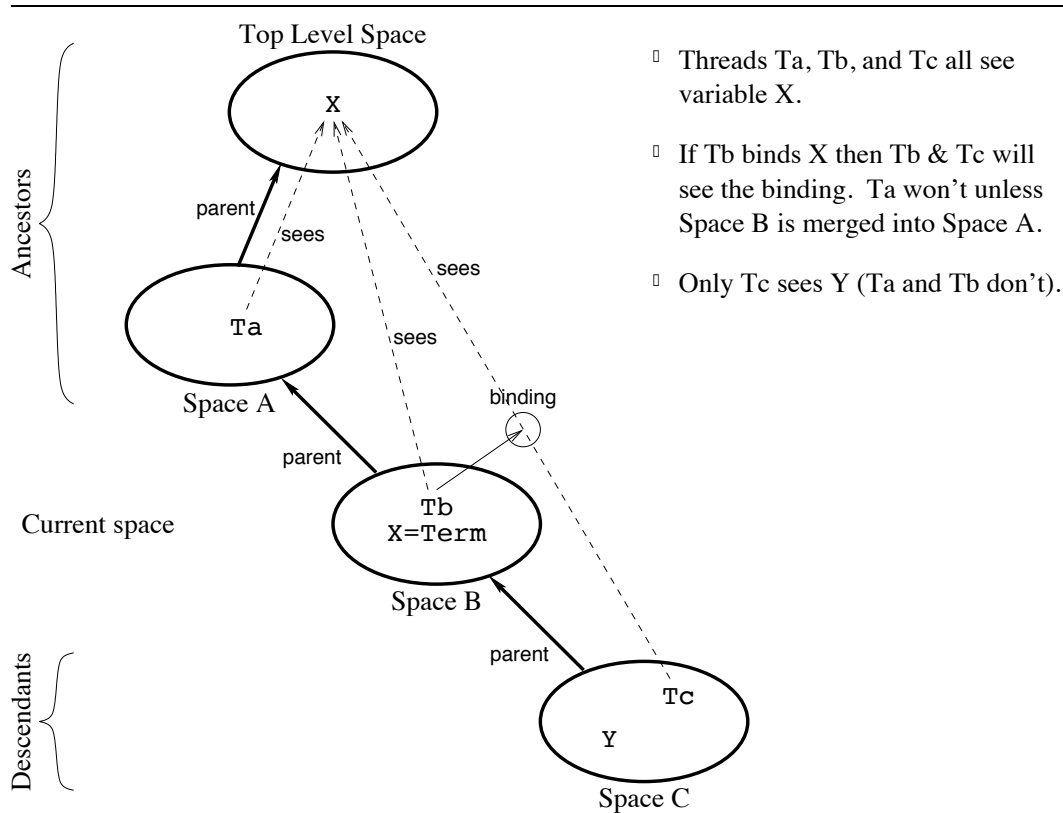 Top Level Space
X
Ancestors
parent
sees
sees
sees
Ta
Space A
binding
parent
Tb
X=Term
Current space
Space B
parent
Descendants
Tc
Y
Space C
Threads Ta, Tb, and Tc all see
variable X.
If Tb binds X then Tb & Tc will
see the binding. Ta won't unless
Space B is merged into Space A.
Only Tc sees Y (Ta and Tb don't).